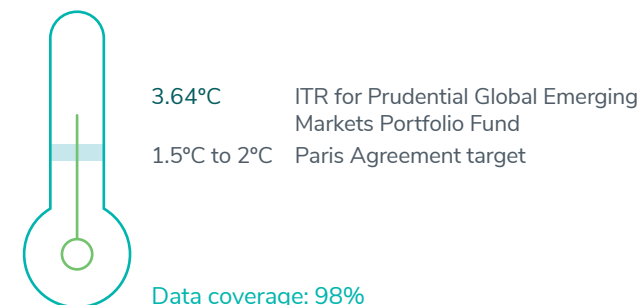 3.64°C ITR for Prudential Global Emerging
Markets Portfolio Fund
1.5°C to 2°C Paris Agreement target
Data coverage: 98%